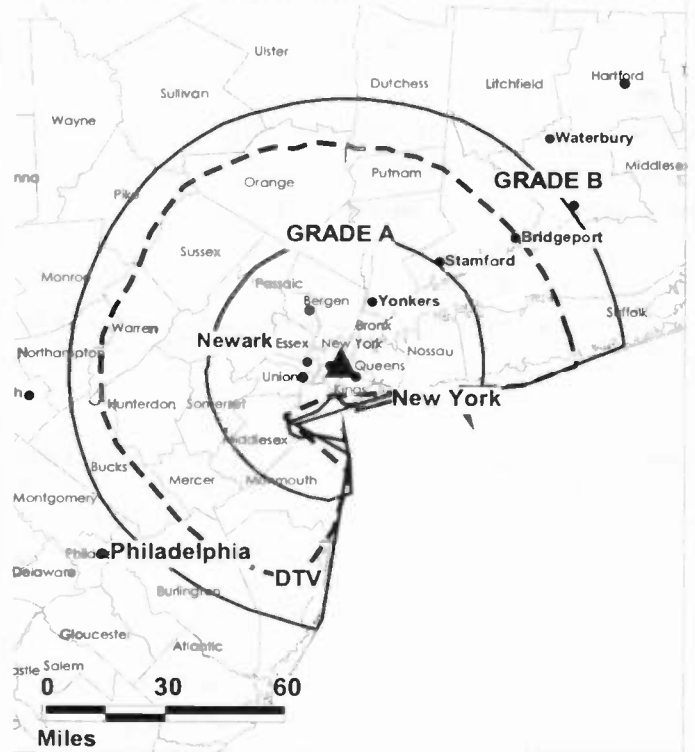 Ulster
Sullivan
Dutchess
Litchfield
Hartford
Wayne
Waterbury
Middlesex
Putnam
GRADE B
Orange
Pike
Bridgeport
GRADE A
Sussex
Stamford
Monroe
Passaic
Bergen
Yonkers
Suffolk
Bronx
Warren
Newark
Essex
New York
Nossau
Northampton
Union
Queens
h
Kings
New York
Hunterdon
Somerset
Middlesex
Bucks
Mercer
Monmouth
Montgomery
Philadelphia
Delaware
DTV
Burlington
Gloucester
Atlantic
astle
Salem
0 30 60
Miles